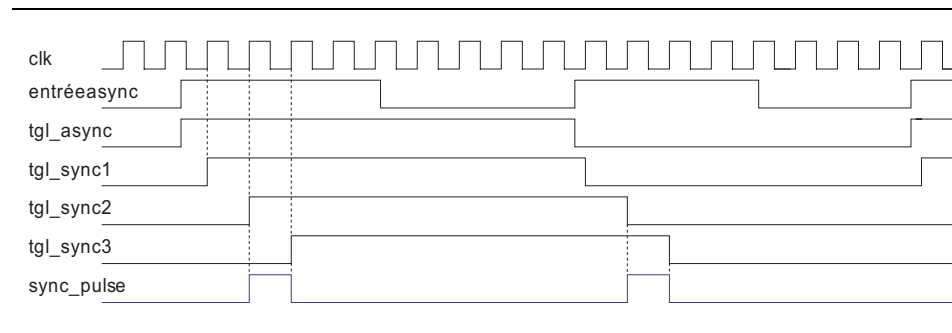 clk
entréeasync
tgl_async
tgl_sync1
tgl_sync2
tgl_sync3
sync_pulse